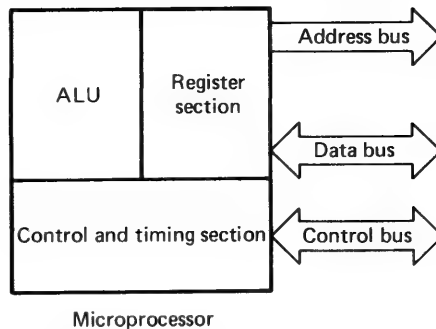 Address bus
ALU
Register
section
Data bus
Control and timing section
Control bus
Microprocessor